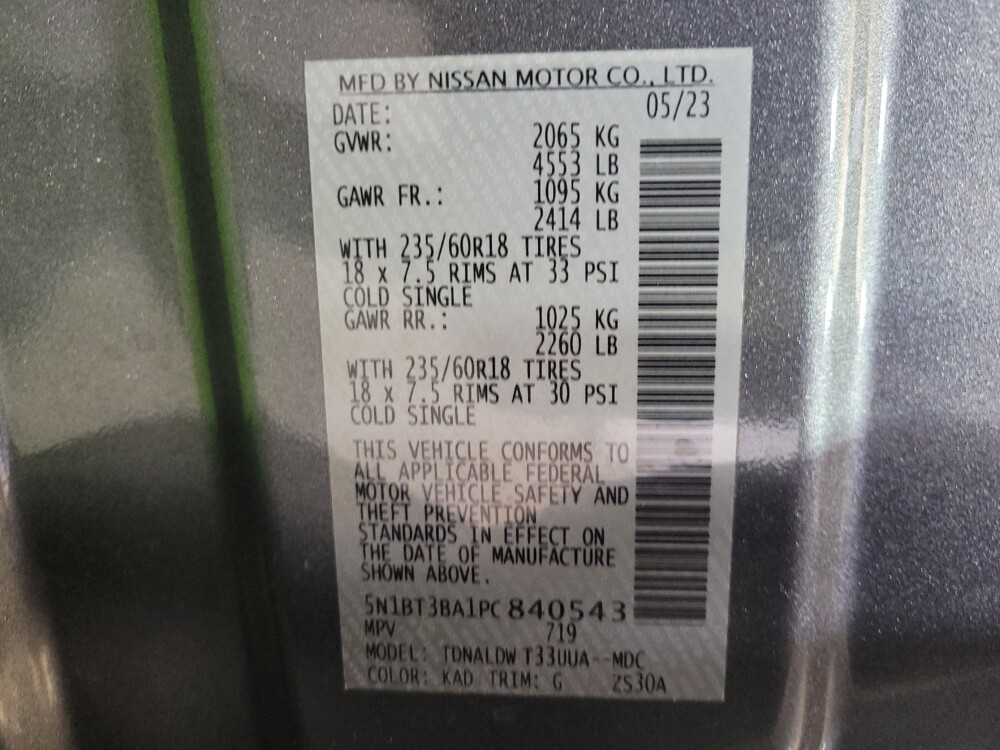 MFD BY NISSAN MOTOR CO., LTD.
DATE: 05/23
GVWR: 2065 KG
4553 LB
GAWR FR.: 1095 KG
2414 LB
WITH 235/60R18 TIRES
18 x 7.5 RIMS AT 33 PSI
COLD SINGLE
GAWR RR.: 1025 KG
2260 LB
WITH 235/60R18 TIRES
18 x 7.5 RIMS AT 30 PSI
COLD SINGLE
THIS VEHICLE CONFORMS TO
ALL APPLICABLE FEDERAL
MOTOR VEHICLE SAFETY AND
THEFT PREVENTION
STANDARDS IN EFFECT ON
THE DATE OF MANUFACTURE
SHOWN ABOVE.
5N1BT3BA1PC840543
MPV 719
MODEL: TDNALDW T33UUA--MDC
COLOR: KAD TRIM: G ZS30A